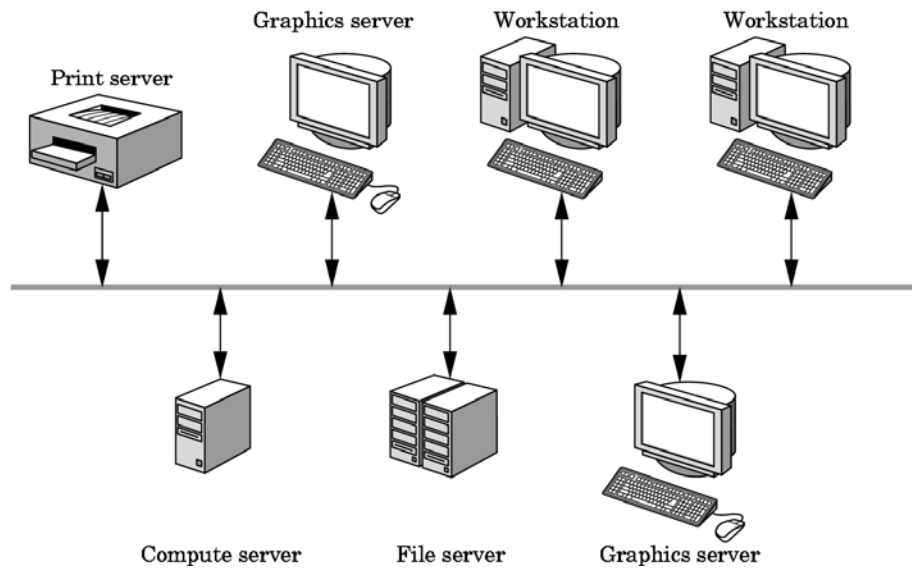 Graphics server
Workstation
Workstation
Print server
Compute server
File server
Graphics server